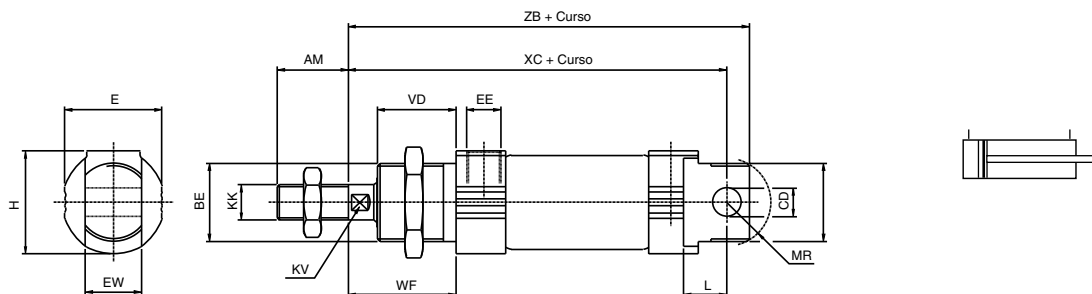 ZB + Curso
AM
XC + Curso
E
VD
EE
H
BE
KK
CD
KV
MR
EW
WF
L